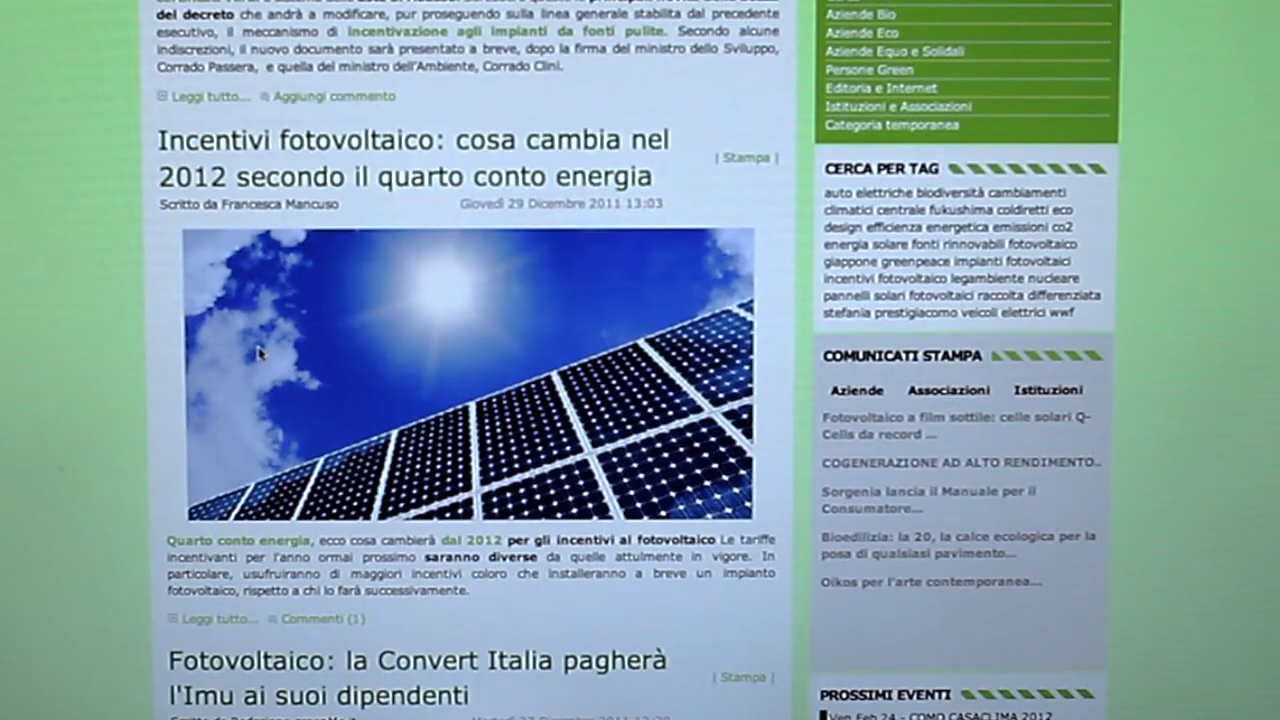 del decreto che andrà a modificare, pur proseguendo sulla linea generale stabilita dal precedente
esecutivo, il meccanismo di incentivazione agli impianti da fonti pulite. Secondo alcune
indiscrezioni, il nuovo documento sarà presentato a breve, dopo la firma del ministro dello Sviluppo,
Corrado Passera, e quella del ministro dell'Ambiente, Corrado Clini.
Leggi tutto... Aggiungi commento
Incentivi fotovoltaico: cosa cambia nel
2012 secondo il quarto conto energia
| Stampa |
Scritto da Francesca Mancuso Giovedì 29 Dicembre 2011 13:03
Quarto conto energia, ecco cosa cambierà dal 2012 per gli incentivi al fotovoltaico Le tariffe
incentivanti per l'anno ormai prossimo saranno diverse da quelle attulmente in vigore. In
particolare, usufruiranno di maggiori incentivi coloro che installeranno a breve un impianto
fotovoltaico, rispetto a chi lo farà successivamente.
Leggi tutto... Commenti (1)
Fotovoltaico: la Convert Italia pagherà
l'Imu ai suoi dipendenti
| Stampa |
Aziende Bio
Aziende Eco
Aziende Equo e Solidali
Persone Green
Editoria e Internet
Istituzioni e Associazioni
Categoria temporanea
CERCA PER TAG
auto elettriche biodiversità cambiamenti
climatici centrale fukushima coldiretti eco
design efficienza energetica emissioni co2
energia solare fonti rinnovabili fotovoltaico
giappone greenpeace impianti fotovoltaici
incentivi fotovoltaico legambiente nucleare
pannelli solari fotovoltaici raccolta differenziata
stefania prestigiacomo veicoli elettrici wwf
COMUNICATI STAMPA
Aziende Associazioni Istituzioni
Fotovoltaico a film sottile: celle solari Q-
Cells da record ...
COGENERAZIONE AD ALTO RENDIMENTO...
Sorgenia lancia il Manuale per il
Consumatore...
Bioedilizia: la 20, la calce ecologica per la
posa di qualsiasi pavimento...
Oikos per l'arte contemporanea...
PROSSIMI EVENTI
Ven Feb 24 - COMO CASACLIMA 2012